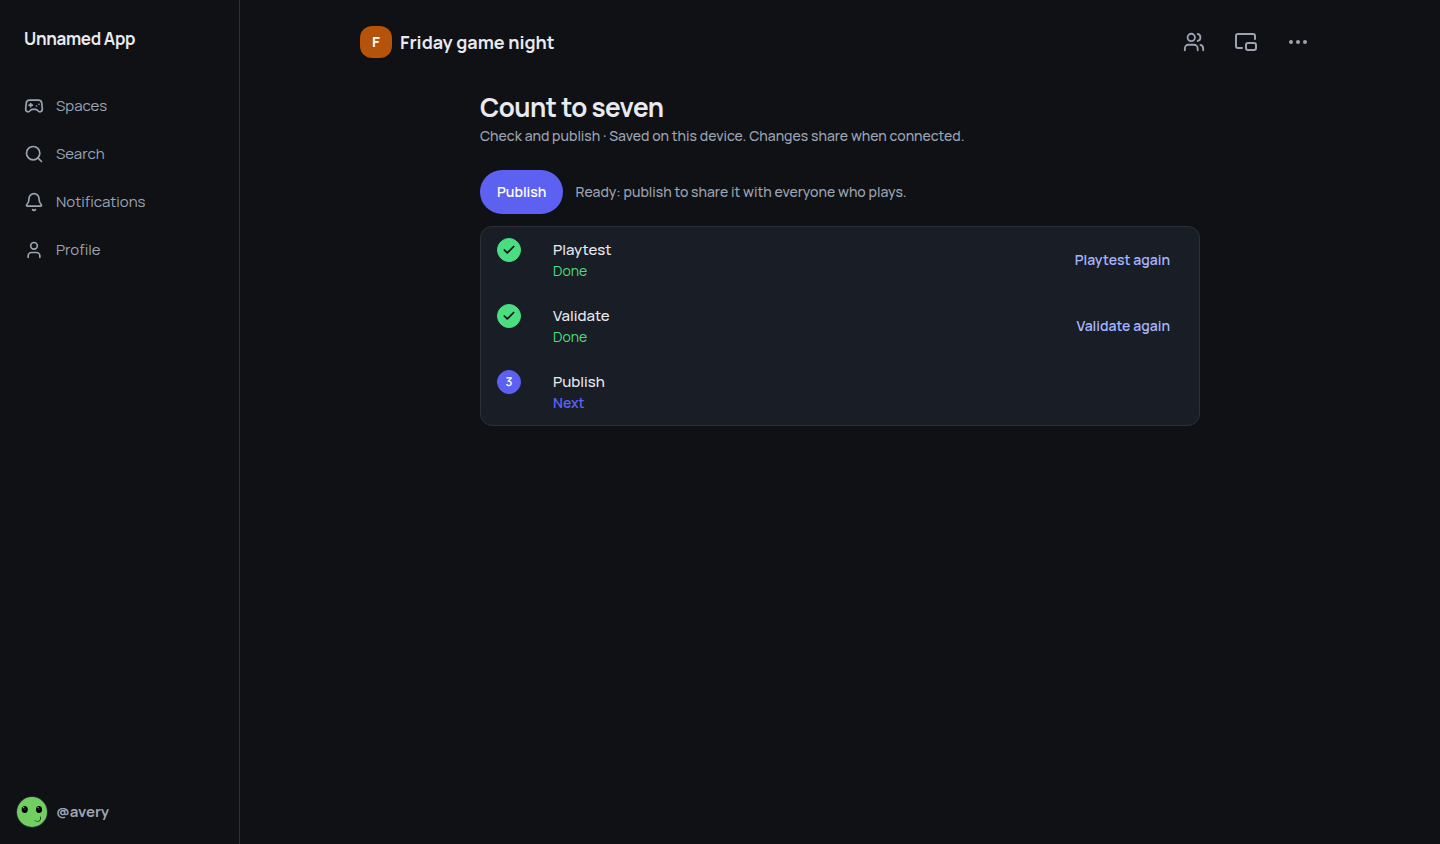 Unnamed App
Spaces
Search
Notifications
Profile
@avery
F
Friday game night
Count to seven
Check and publish · Saved on this device. Changes share when connected.
Publish
Ready: publish to share it with everyone who plays.
Playtest
Done
Playtest again
Validate
Done
Validate again
3
Publish
Next